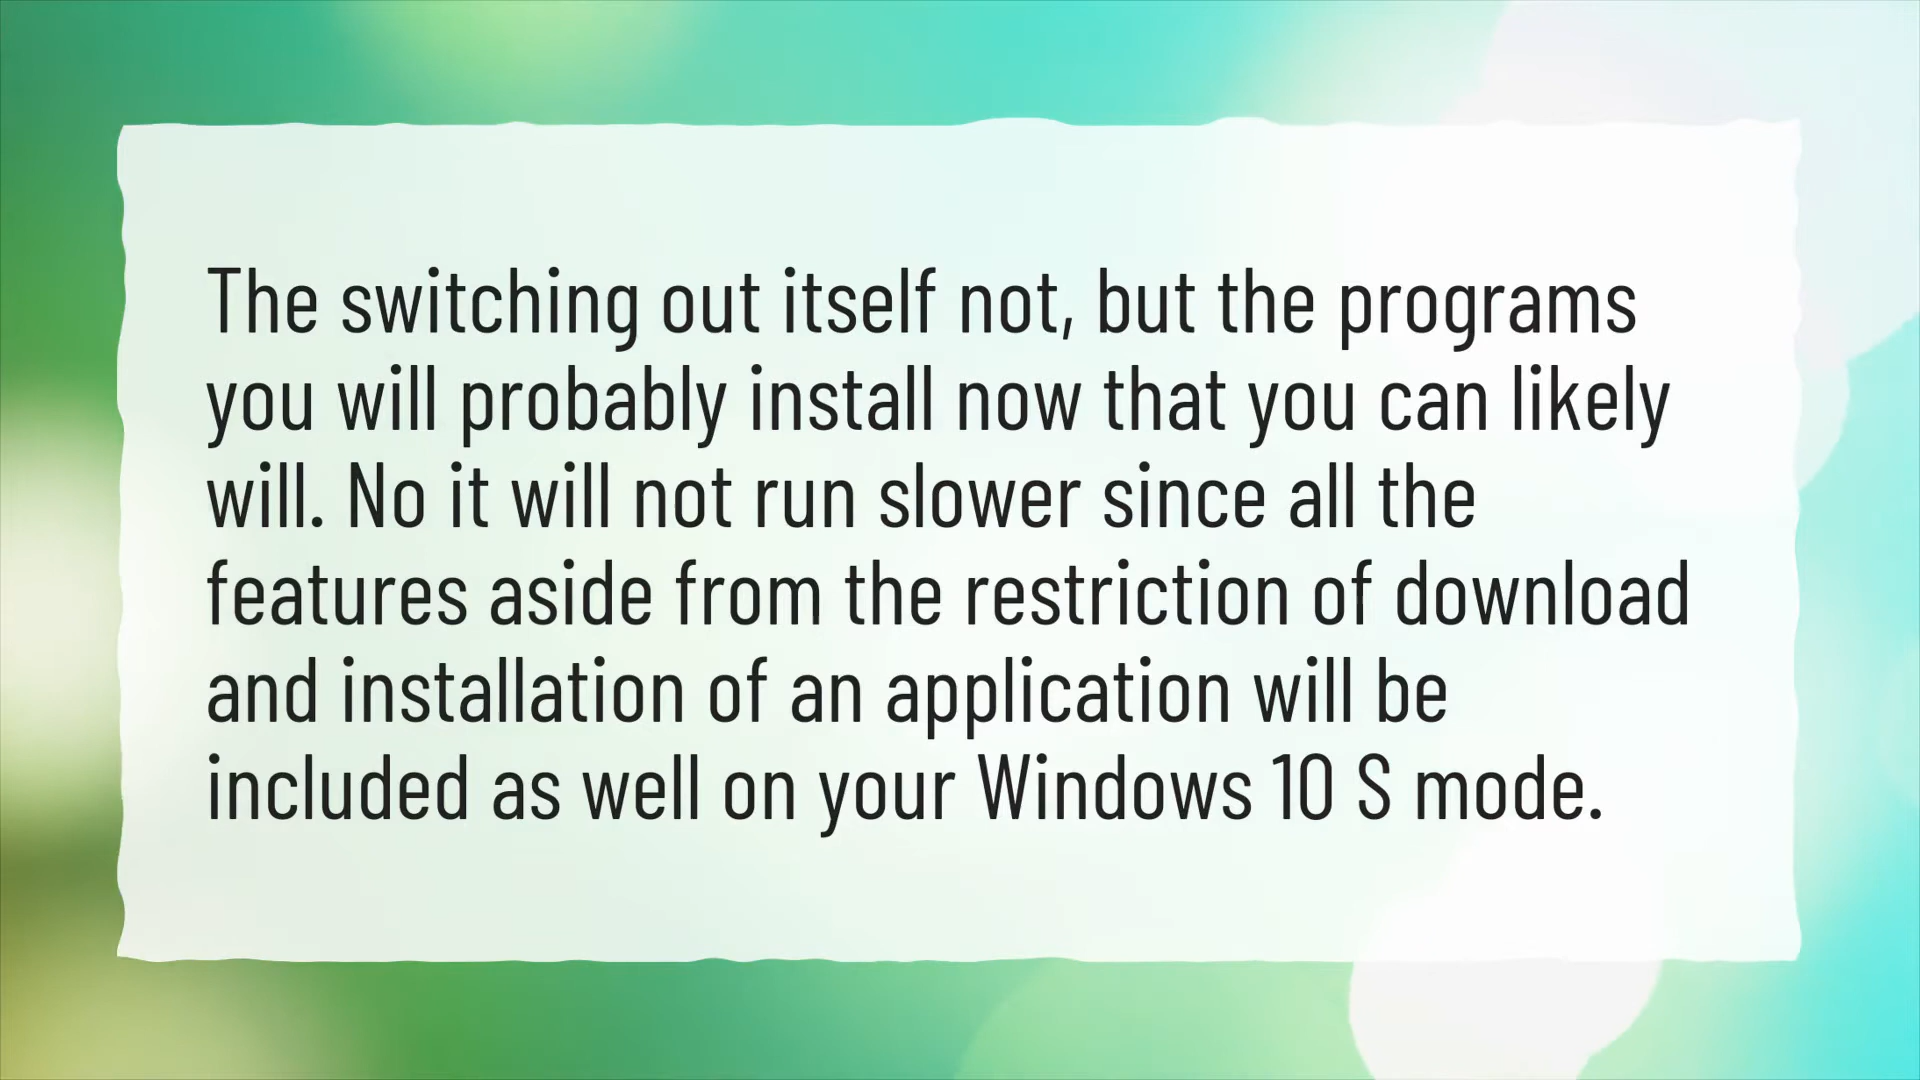 The switching out itself not, but the programs
you will probably install now that you can likely
will. No it will not run slower since all the
features aside from the restriction of download
and installation of an application will be
included as well on your Windows 10 S mode.